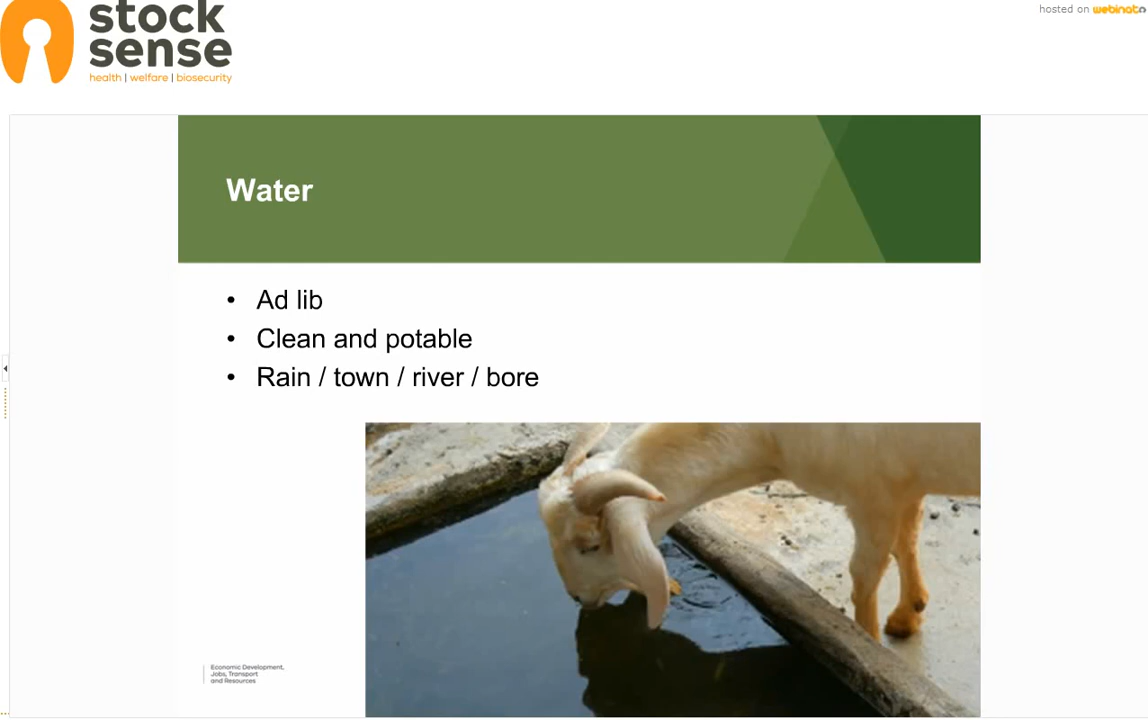 hosted on webinato
stock
sense
health | welfare | biosecurity
Water
• Ad lib
• Clean and potable
• Rain / town / river / bore
Economic Development,
Jobs, Transport
and Resources